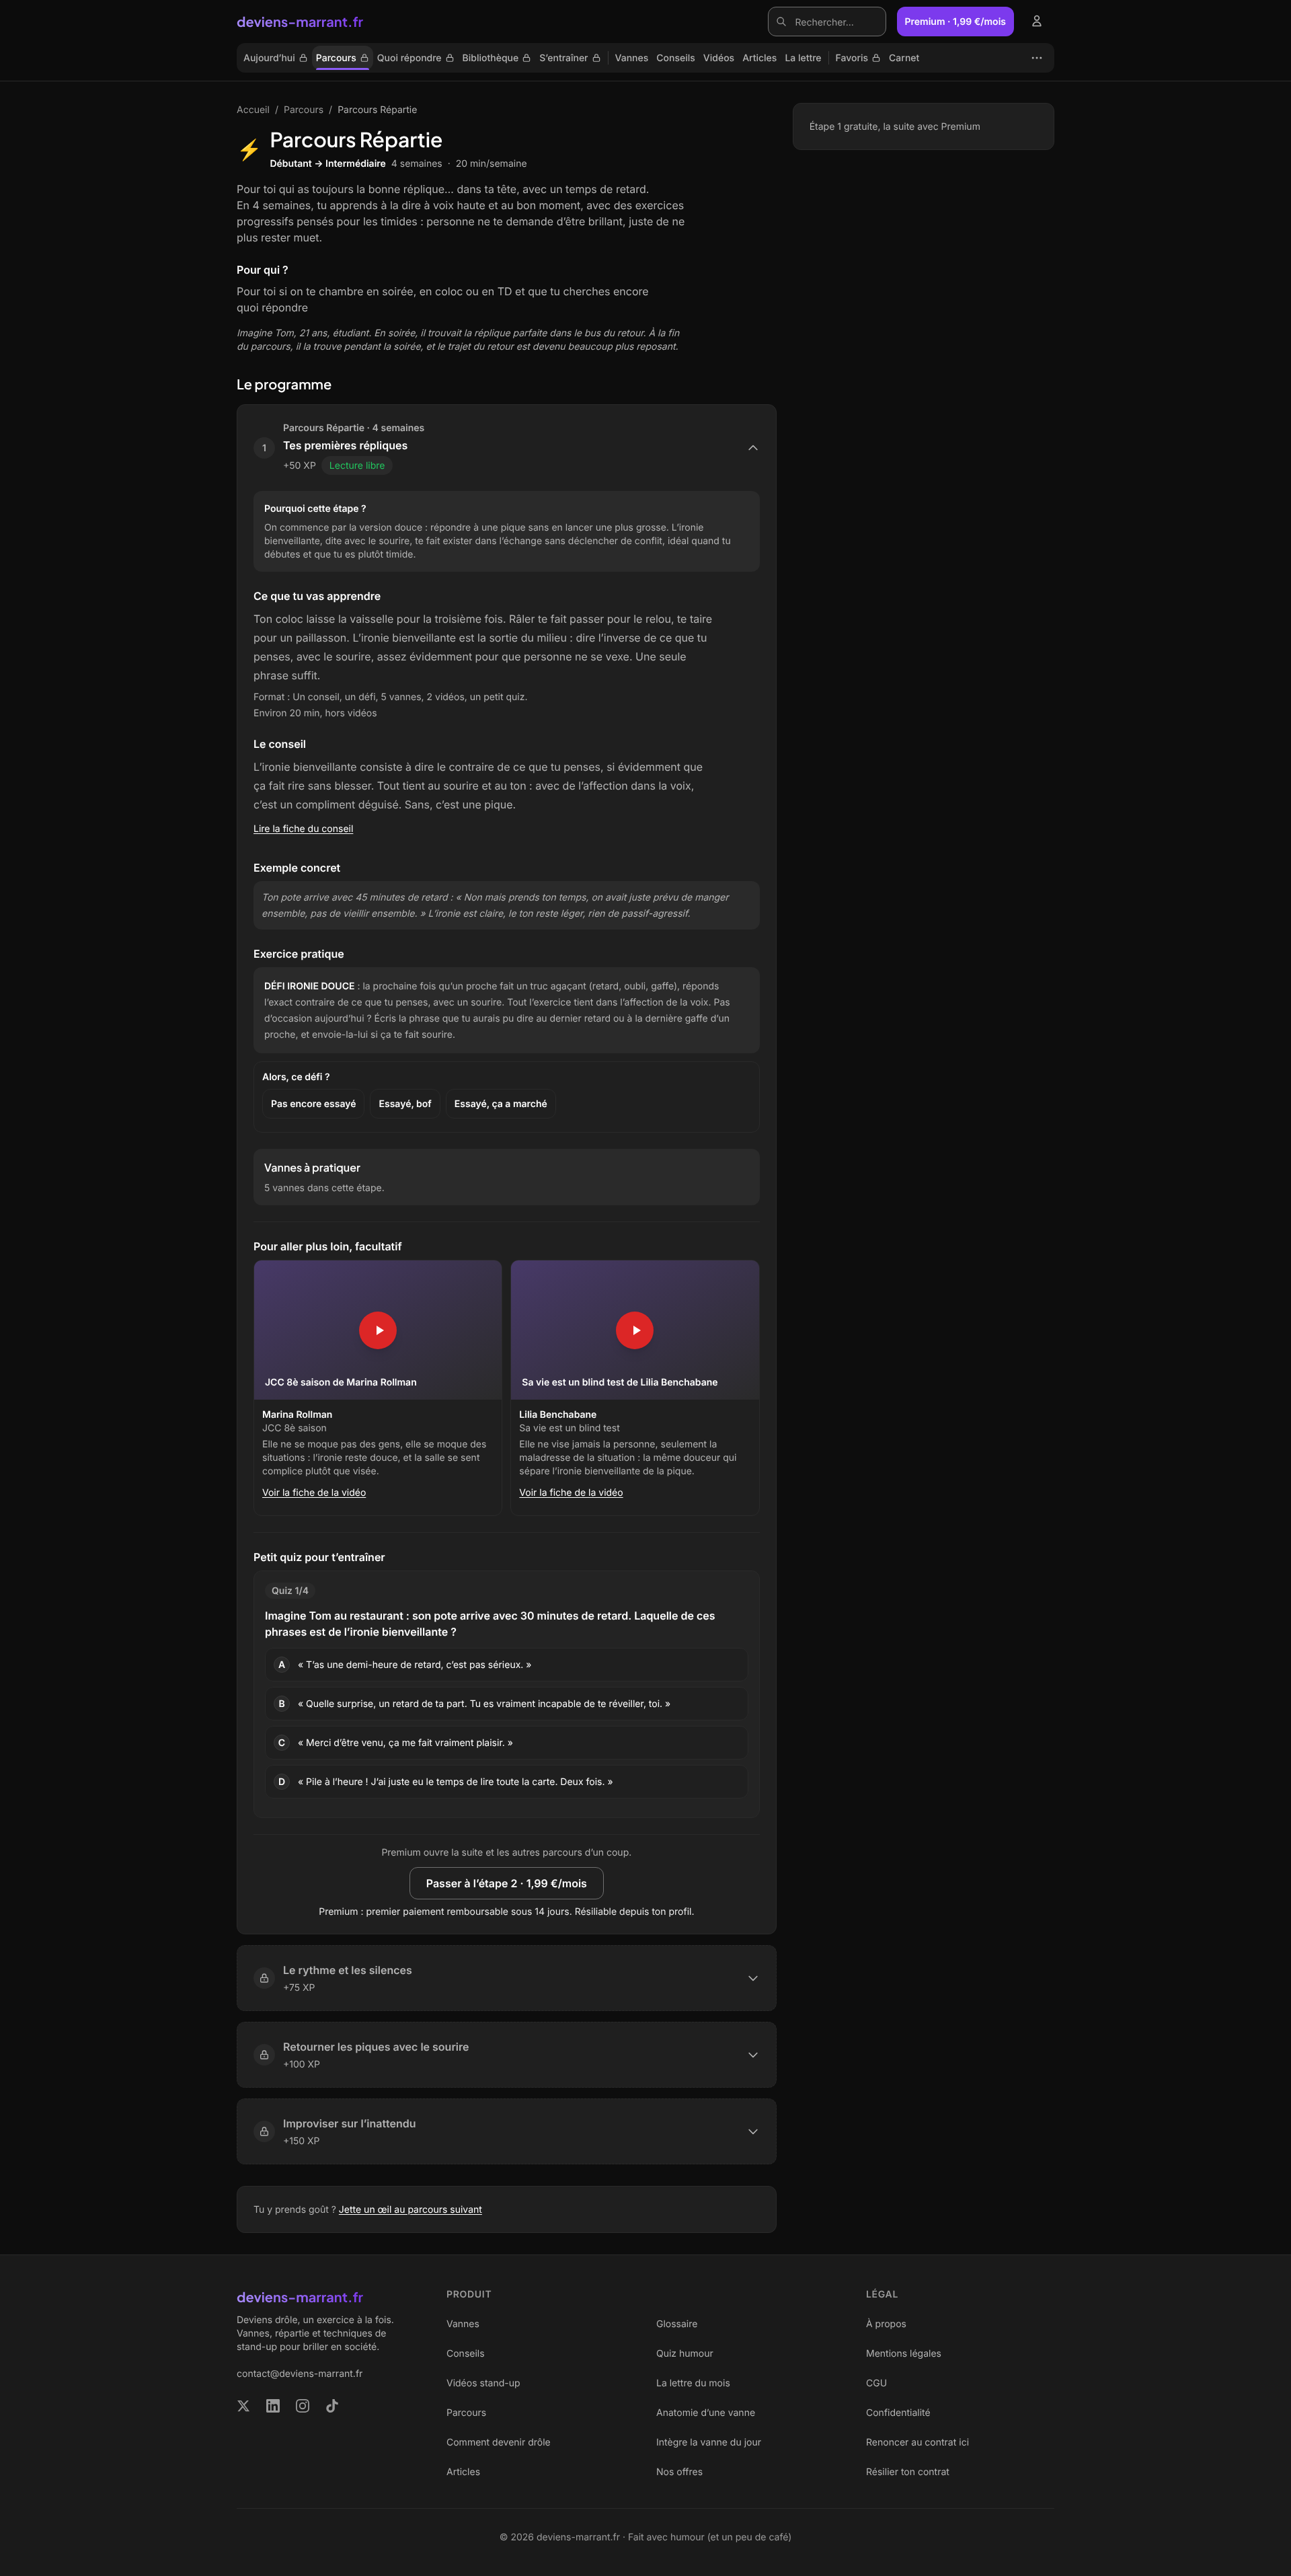 deviens-marrant.fr
Rechercher...
Premium · 1,99 €/mois
Aujourd’hui
Parcours
Quoi répondre
Bibliothèque
S’entraîner
Vannes
Conseils
Vidéos
Articles
La lettre
Favoris
Carnet
Accueil / Parcours / Parcours Répartie
⚡ Parcours Répartie
Débutant → Intermédiaire 4 semaines · 20 min/semaine
Étape 1 gratuite, la suite avec Premium
Pour toi qui as toujours la bonne réplique… dans ta tête, avec un temps de retard.
En 4 semaines, tu apprends à la dire à voix haute et au bon moment, avec des exercices
progressifs pensés pour les timides : personne ne te demande d’être brillant, juste de ne
plus rester muet.
Pour qui ?
Pour toi si on te chambre en soirée, en coloc ou en TD et que tu cherches encore
quoi répondre
Imagine Tom, 21 ans, étudiant. En soirée, il trouvait la réplique parfaite dans le bus du retour. À la fin
du parcours, il la trouve pendant la soirée, et le trajet du retour est devenu beaucoup plus reposant.
Le programme
Parcours Répartie · 4 semaines
1
Tes premières répliques
+50 XP Lecture libre
Pourquoi cette étape ?
On commence par la version douce : répondre à une pique sans en lancer une plus grosse. L’ironie
bienveillante, dite avec le sourire, te fait exister dans l’échange sans déclencher de conflit, idéal quand tu
débutes et que tu es plutôt timide.
Ce que tu vas apprendre
Ton coloc laisse la vaisselle pour la troisième fois. Râler te fait passer pour le relou, te taire
pour un paillasson. L’ironie bienveillante est la sortie du milieu : dire l’inverse de ce que tu
penses, avec le sourire, assez évidemment pour que personne ne se vexe. Une seule
phrase suffit.
Format : Un conseil, un défi, 5 vannes, 2 vidéos, un petit quiz.
Environ 20 min, hors vidéos
Le conseil
L’ironie bienveillante consiste à dire le contraire de ce que tu penses, si évidemment que
ça fait rire sans blesser. Tout tient au sourire et au ton : avec de l’affection dans la voix,
c’est un compliment déguisé. Sans, c’est une pique.
Lire la fiche du conseil
Exemple concret
Ton pote arrive avec 45 minutes de retard : « Non mais prends ton temps, on avait juste prévu de manger
ensemble, pas de vieillir ensemble. » L’ironie est claire, le ton reste léger, rien de passif-agressif.
Exercice pratique
DÉFI IRONIE DOUCE : la prochaine fois qu’un proche fait un truc agaçant (retard, oubli, gaffe), réponds
l’exact contraire de ce que tu penses, avec un sourire. Tout l’exercice tient dans l’affection de la voix. Pas
d’occasion aujourd’hui ? Écris la phrase que tu aurais pu dire au dernier retard ou à la dernière gaffe d’un
proche, et envoie-la-lui si ça te fait sourire.
Alors, ce défi ?
Pas encore essayé
Essayé, bof
Essayé, ça a marché
Vannes à pratiquer
5 vannes dans cette étape.
Pour aller plus loin, facultatif
JCC 8è saison de Marina Rollman
Marina Rollman
JCC 8è saison
Elle ne se moque pas des gens, elle se moque des
situations : l’ironie reste douce, et la salle se sent
complice plutôt que visée.
Voir la fiche de la vidéo
Sa vie est un blind test de Lilia Benchabane
Lilia Benchabane
Sa vie est un blind test
Elle ne vise jamais la personne, seulement la
maladresse de la situation : la même douceur qui
sépare l’ironie bienveillante de la pique.
Voir la fiche de la vidéo
Petit quiz pour t’entraîner
Quiz 1/4
Imagine Tom au restaurant : son pote arrive avec 30 minutes de retard. Laquelle de ces
phrases est de l’ironie bienveillante ?
A « T’as une demi-heure de retard, c’est pas sérieux. »
B « Quelle surprise, un retard de ta part. Tu es vraiment incapable de te réveiller, toi. »
C « Merci d’être venu, ça me fait vraiment plaisir. »
D « Pile à l’heure ! J’ai juste eu le temps de lire toute la carte. Deux fois. »
Premium ouvre la suite et les autres parcours d’un coup.
Passer à l’étape 2 · 1,99 €/mois
Premium : premier paiement remboursable sous 14 jours. Résiliable depuis ton profil.
Le rythme et les silences
+75 XP
Retourner les piques avec le sourire
+100 XP
Improviser sur l’inattendu
+150 XP
Tu y prends goût ? Jette un œil au parcours suivant
deviens-marrant.fr
Deviens drôle, un exercice à la fois.
Vannes, répartie et techniques de
stand-up pour briller en société.
contact@deviens-marrant.fr
PRODUIT
Vannes
Conseils
Vidéos stand-up
Parcours
Comment devenir drôle
Articles
Glossaire
Quiz humour
La lettre du mois
Anatomie d’une vanne
Intègre la vanne du jour
Nos offres
LÉGAL
À propos
Mentions légales
CGU
Confidentialité
Renoncer au contrat ici
Résilier ton contrat
© 2026 deviens-marrant.fr · Fait avec humour (et un peu de café)